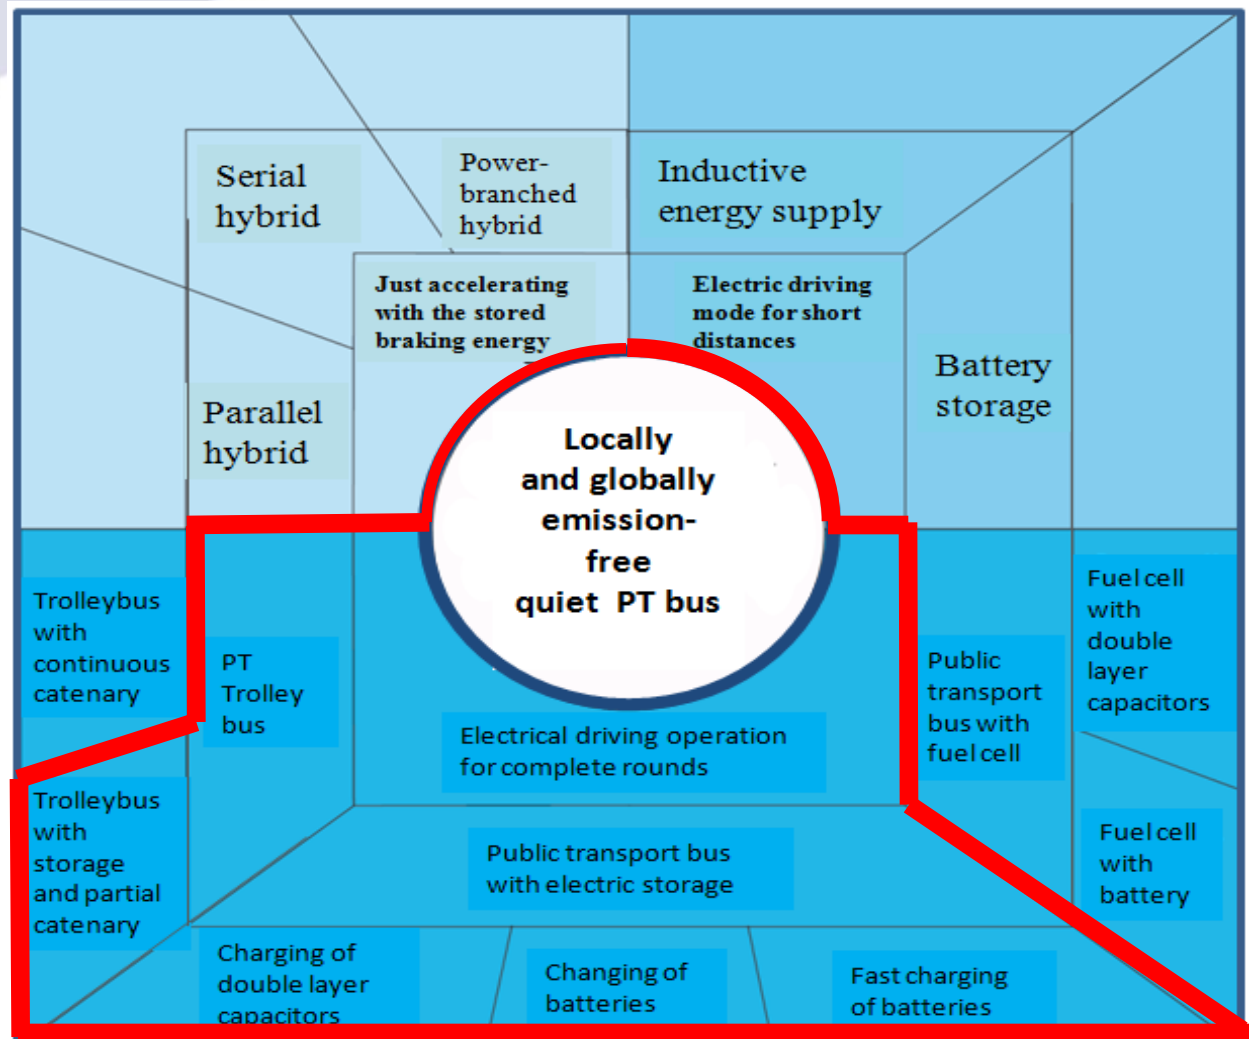 Serial
hybrid
Power-
branched
hybrid
Inductive
energy supply
Just accelerating
with the stored
braking energy
Electric driving
mode for short
distances
Battery
storage
Parallel
hybrid
Locally
and globally
emission-
free
quiet PT bus
Trolleybus
with
continuous
catenary
PT
Trolley
bus
Public
transport
bus with
fuel cell
Fuel cell
with
double
layer
capacitors
Electrical driving operation
for complete rounds
Trolleybus
with
storage
and partial
catenary
Public transport bus
with electric storage
Fuel cell
with
battery
Charging of
double layer
capacitors
Changing of
batteries
Fast charging
of batteries